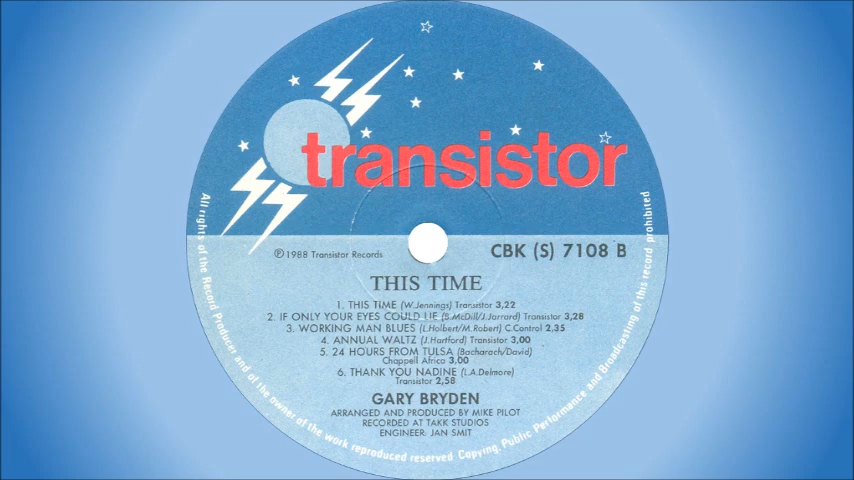 transistor
℗1988 Transistor Records
CBK (S) 7108 B
THIS TIME
1. THIS TIME (W.Jennings) Transistor 3,22
2. IF ONLY YOUR EYES COULD LIE (B.McDill/J.Jarrard) Transistor 3,28
3. WORKING MAN BLUES (L.Holbert/M.Robert) C.Control 2,35
4. ANNUAL WALTZ (J.Hartford) Transistor 3,00
5. 24 HOURS FROM TULSA (Bacharach/David)
Chappell Africa 3,00
6. THANK YOU NADINE (L.A.Delmore)
Transistor 2,58
GARY BRYDEN
ARRANGED AND PRODUCED BY MIKE PILOT
RECORDED AT TAKK STUDIOS
ENGINEER: JAN SMIT
All rights of the Record Producer and of the owner of the work reproduced reserved Copying, Public Performance and Broadcasting of this record prohibited